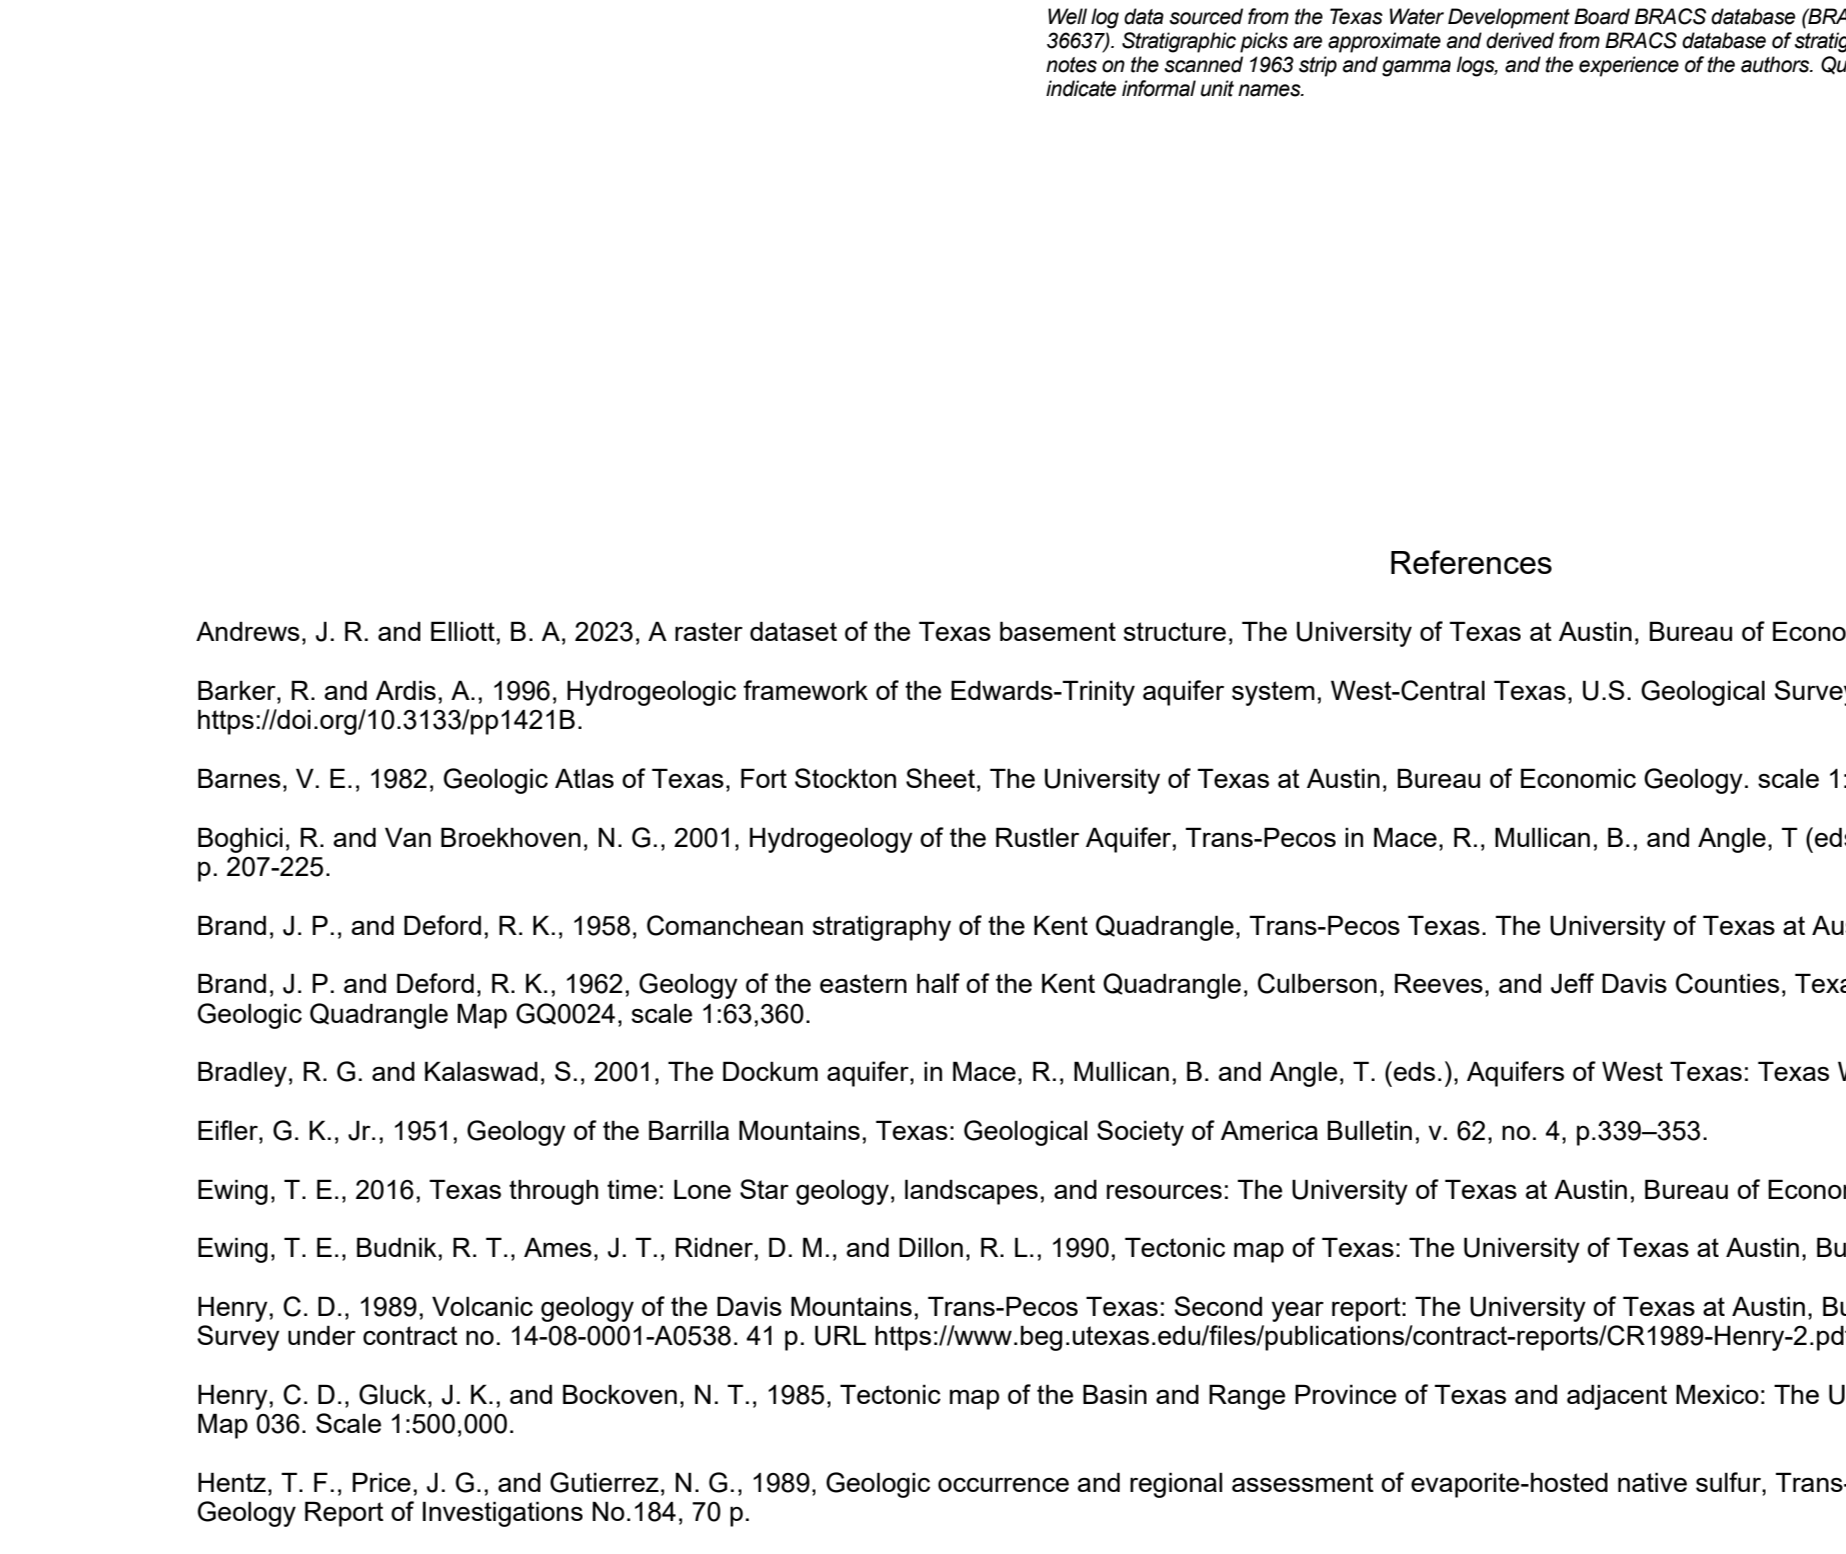 Well log data sourced from the Texas Water Development Board BRACS database (BRA
36637). Stratigraphic picks are approximate and derived from BRACS database of stratig
notes on the scanned 1963 strip and gamma logs, and the experience of the authors. Qu
indicate informal unit names.
References
Andrews, J. R. and Elliott, B. A, 2023, A raster dataset of the Texas basement structure, The University of Texas at Austin, Bureau of Econo
Barker, R. and Ardis, A., 1996, Hydrogeologic framework of the Edwards-Trinity aquifer system, West-Central Texas, U.S. Geological Survey
https://doi.org/10.3133/pp1421B.
Barnes, V. E., 1982, Geologic Atlas of Texas, Fort Stockton Sheet, The University of Texas at Austin, Bureau of Economic Geology. scale 1:
Boghici, R. and Van Broekhoven, N. G., 2001, Hydrogeology of the Rustler Aquifer, Trans-Pecos in Mace, R., Mullican, B., and Angle, T (eds
p. 207-225.
Brand, J. P., and Deford, R. K., 1958, Comanchean stratigraphy of the Kent Quadrangle, Trans-Pecos Texas. The University of Texas at Aus
Brand, J. P. and Deford, R. K., 1962, Geology of the eastern half of the Kent Quadrangle, Culberson, Reeves, and Jeff Davis Counties, Texa
Geologic Quadrangle Map GQ0024, scale 1:63,360.
Bradley, R. G. and Kalaswad, S., 2001, The Dockum aquifer, in Mace, R., Mullican, B. and Angle, T. (eds.), Aquifers of West Texas: Texas W
Eifler, G. K., Jr., 1951, Geology of the Barrilla Mountains, Texas: Geological Society of America Bulletin, v. 62, no. 4, p.339–353.
Ewing, T. E., 2016, Texas through time: Lone Star geology, landscapes, and resources: The University of Texas at Austin, Bureau of Econor
Ewing, T. E., Budnik, R. T., Ames, J. T., Ridner, D. M., and Dillon, R. L., 1990, Tectonic map of Texas: The University of Texas at Austin, Bu
Henry, C. D., 1989, Volcanic geology of the Davis Mountains, Trans-Pecos Texas: Second year report: The University of Texas at Austin, Bu
Survey under contract no. 14-08-0001-A0538. 41 p. URL https://www.beg.utexas.edu/files/publications/contract-reports/CR1989-Henry-2.pdf
Henry, C. D., Gluck, J. K., and Bockoven, N. T., 1985, Tectonic map of the Basin and Range Province of Texas and adjacent Mexico: The U
Map 036. Scale 1:500,000.
Hentz, T. F., Price, J. G., and Gutierrez, N. G., 1989, Geologic occurrence and regional assessment of evaporite-hosted native sulfur, Trans-
Geology Report of Investigations No.184, 70 p.